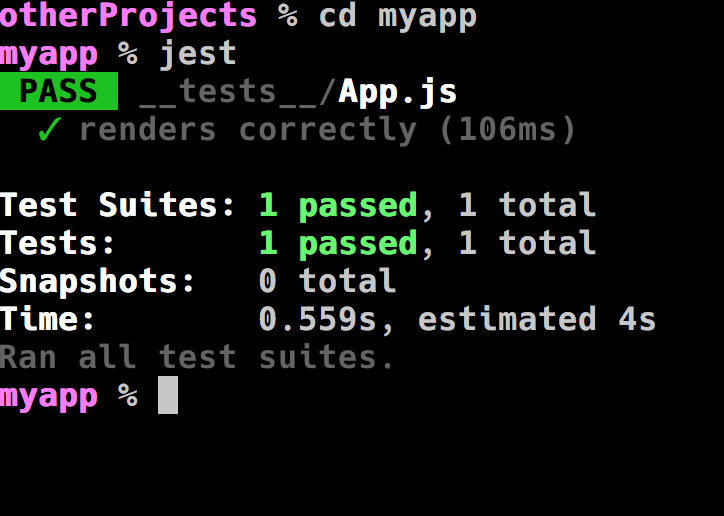 otherProjects % cd myapp
myapp % jest
PASS __tests__/App.js
✓ renders correctly (106ms)
Test Suites: 1 passed, 1 total
Tests: 1 passed, 1 total
Snapshots: 0 total
Time: 0.559s, estimated 4s
Ran all test suites.
myapp %